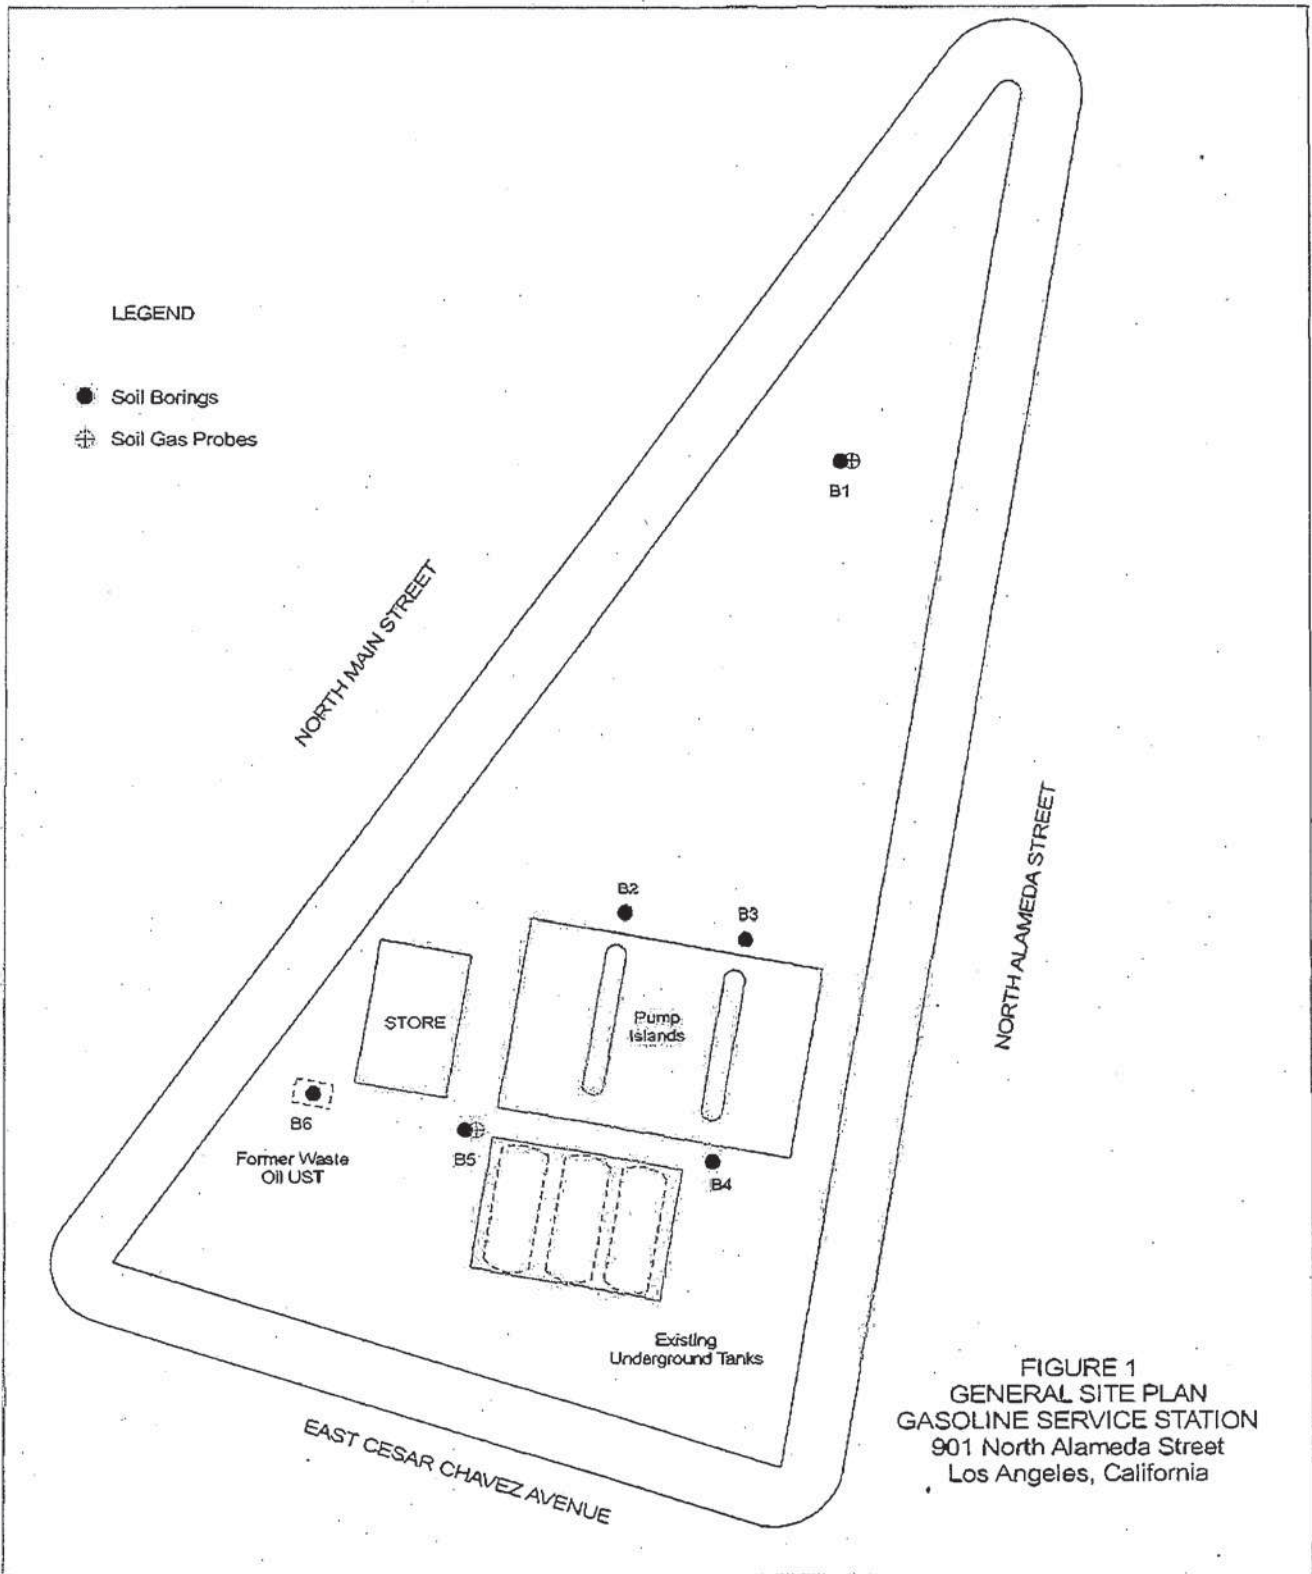 LEGEND
Soil Borings
Soil Gas Probes
B1
NORTH MAIN STREET
NORTH ALAMEDA STREET
B2
B3
STORE
Pump
Islands
B6
Former Waste
Oil UST
B5
B4
Existing
Underground Tanks
EAST CESAR CHAVEZ AVENUE
FIGURE 1
GENERAL SITE PLAN
GASOLINE SERVICE STATION
901 North Alameda Street
Los Angeles, California